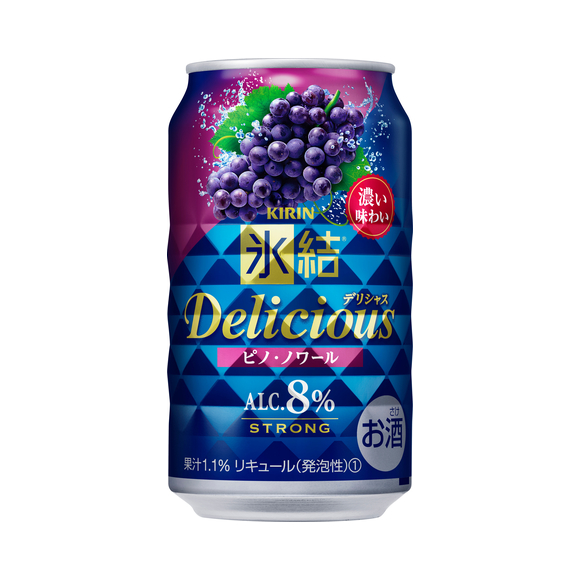 KIRIN
濃い
味わい
氷結®
デリシャス
Delicious
ピノ・ノワール
ALC.8%
STRONG
さけ
お酒
果汁1.1% リキュール(発泡性)①